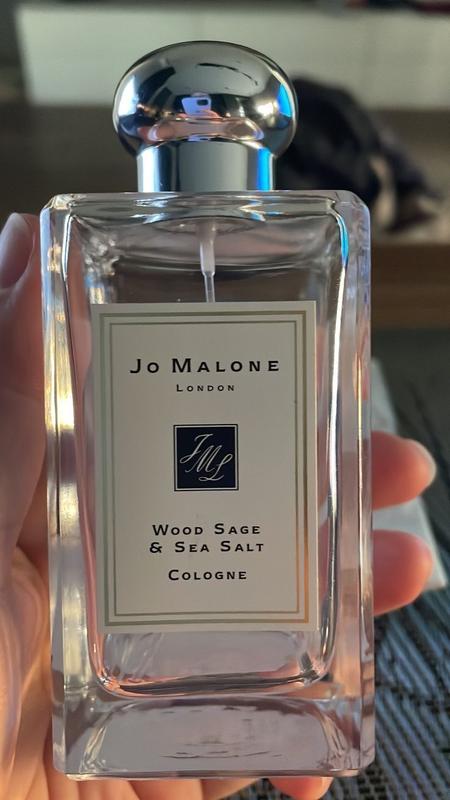 Jo Malone
London
JML
Wood Sage
& Sea Salt
Cologne